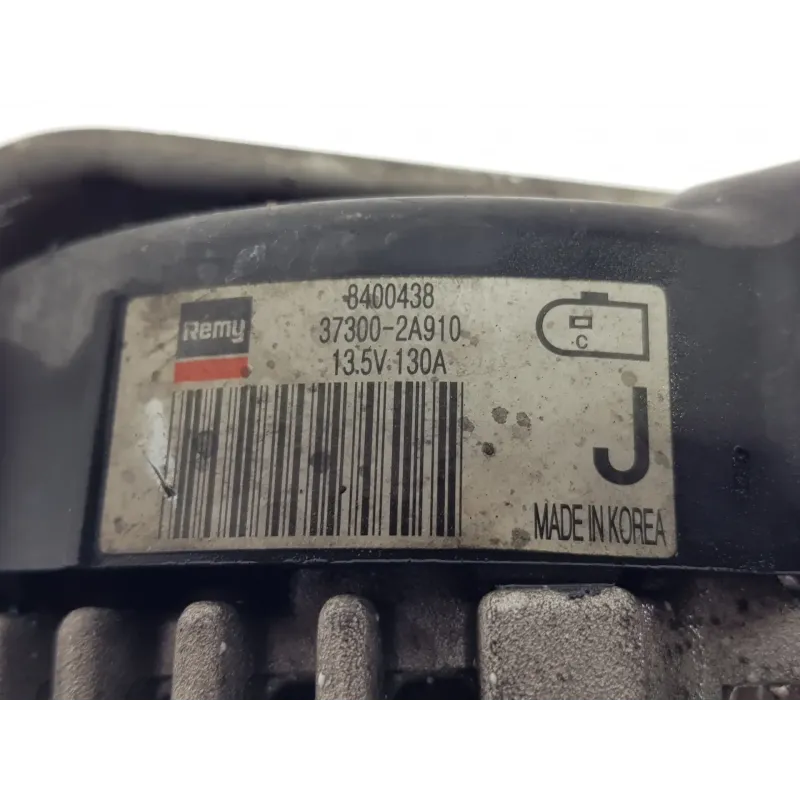 Remy
8400438
37300-2A910
13.5V 130A
C
J
MADE IN KOREA